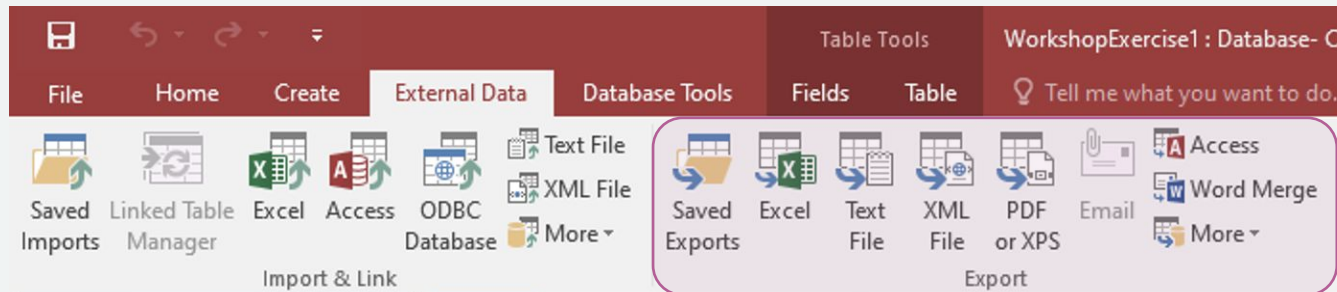 Table Tools WorkshopExercise1 : Database- C
File Home Create External Data Database Tools Fields Table Tell me what you want to do.
Saved Imports
Linked Table Manager
Excel
Access
ODBC Database
Text File
XML File
More
Import & Link
Saved Exports
Excel
Text File
XML File
PDF or XPS
Email
Access
Word Merge
More
Export